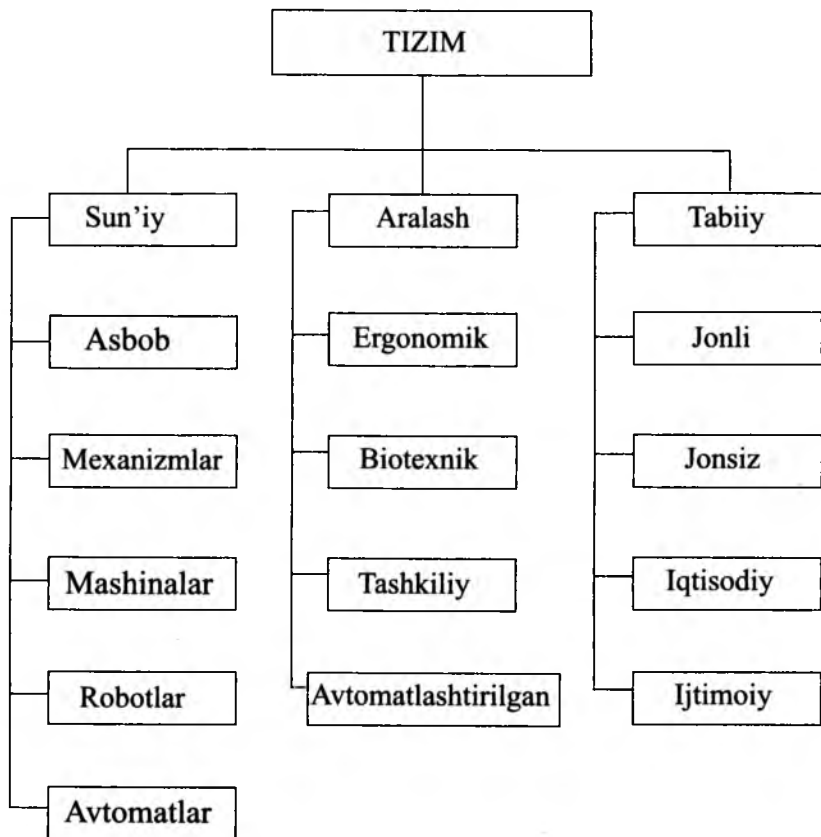 TIZIM
Sun’iy
Asbob
Mexanizmlar
Mashinalar
Robotlar
Avtomatlar
Aralash
Ergonomik
Biotexnik
Tashkiliy
Avtomatlashtirilgan
Tabiiy
Jonli
Jonsiz
Iqtisodiy
Ijtimoiy